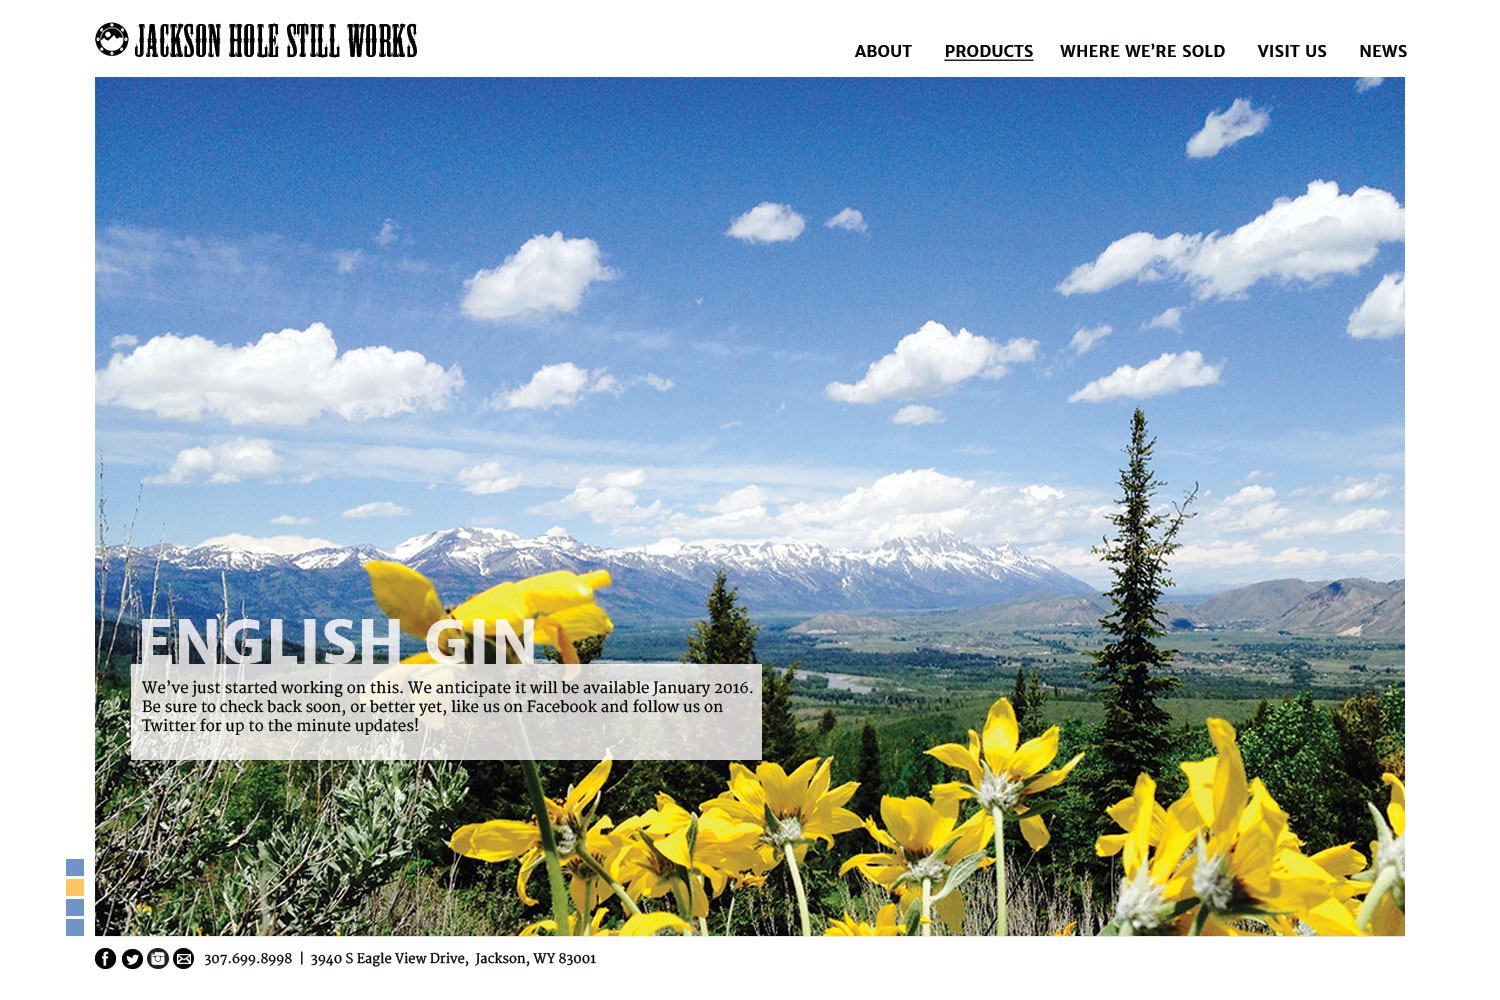 JACKSON HOLE STILL WORKS
ABOUT PRODUCTS WHERE WE’RE SOLD VISIT US NEWS
ENGLISH GIN
We’ve just started working on this. We anticipate it will be available January 2016.
Be sure to check back soon, or better yet, like us on Facebook and follow us on
Twitter for up to the minute updates!
307.699.8998 | 3940 S Eagle View Drive, Jackson, WY 83001